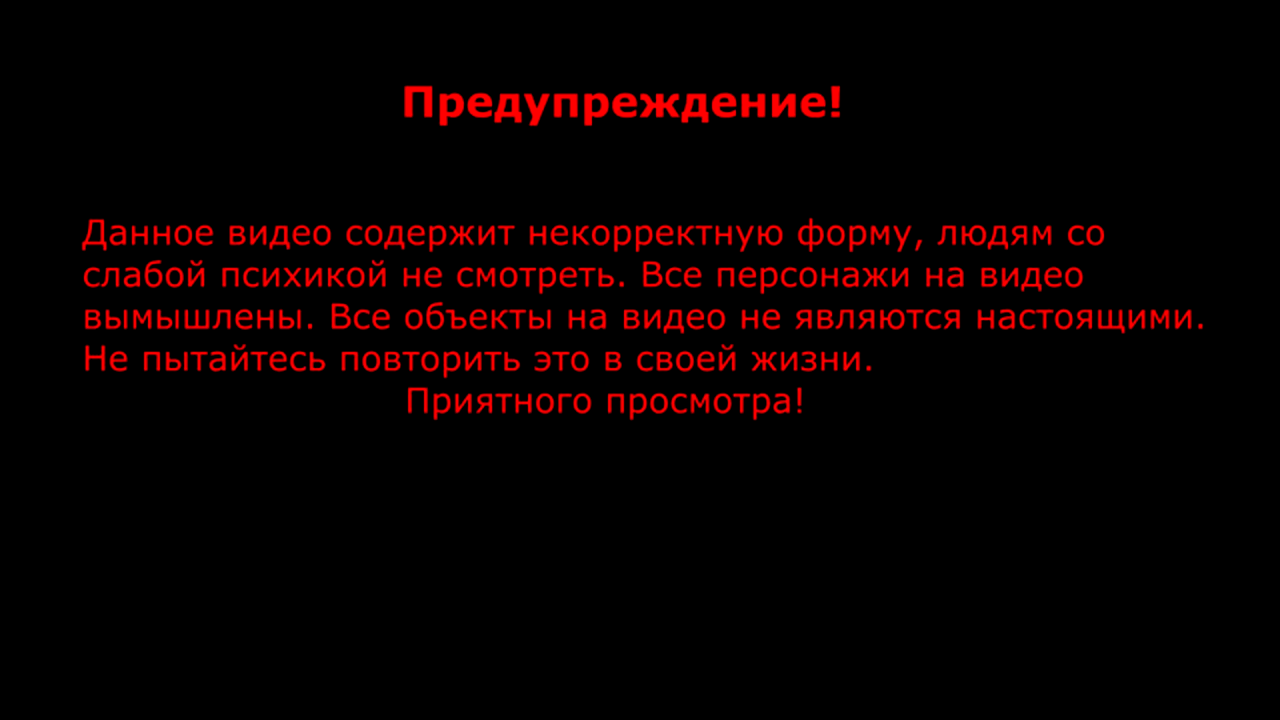 Предупреждение!
Данное видео содержит некорректную форму, людям со
слабой психикой не смотреть. Все персонажи на видео
вымышлены. Все объекты на видео не являются настоящими.
Не пытайтесь повторить это в своей жизни.
Приятного просмотра!